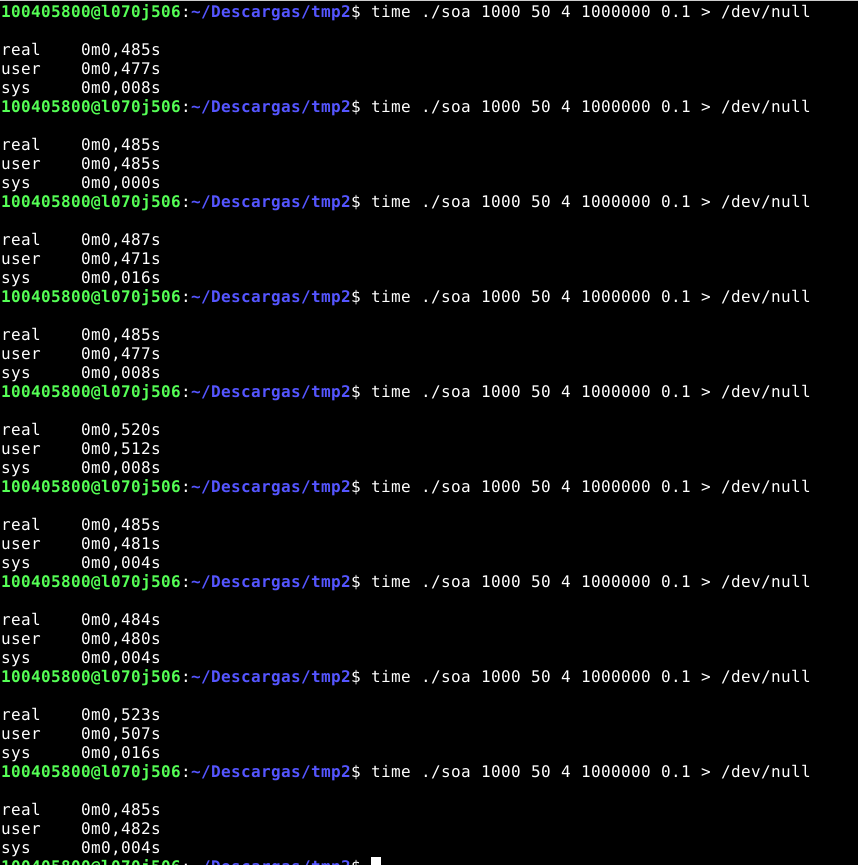 100405800@l070j506:~/Descargas/tmp2$ time ./soa 1000 50 4 1000000 0.1 > /dev/null
real    0m0,485s
user    0m0,477s
sys     0m0,008s
100405800@l070j506:~/Descargas/tmp2$ time ./soa 1000 50 4 1000000 0.1 > /dev/null
real    0m0,485s
user    0m0,485s
sys     0m0,000s
100405800@l070j506:~/Descargas/tmp2$ time ./soa 1000 50 4 1000000 0.1 > /dev/null
real    0m0,487s
user    0m0,471s
sys     0m0,016s
100405800@l070j506:~/Descargas/tmp2$ time ./soa 1000 50 4 1000000 0.1 > /dev/null
real    0m0,485s
user    0m0,477s
sys     0m0,008s
100405800@l070j506:~/Descargas/tmp2$ time ./soa 1000 50 4 1000000 0.1 > /dev/null
real    0m0,520s
user    0m0,512s
sys     0m0,008s
100405800@l070j506:~/Descargas/tmp2$ time ./soa 1000 50 4 1000000 0.1 > /dev/null
real    0m0,485s
user    0m0,481s
sys     0m0,004s
100405800@l070j506:~/Descargas/tmp2$ time ./soa 1000 50 4 1000000 0.1 > /dev/null
real    0m0,484s
user    0m0,480s
sys     0m0,004s
100405800@l070j506:~/Descargas/tmp2$ time ./soa 1000 50 4 1000000 0.1 > /dev/null
real    0m0,523s
user    0m0,507s
sys     0m0,016s
100405800@l070j506:~/Descargas/tmp2$ time ./soa 1000 50 4 1000000 0.1 > /dev/null
real    0m0,485s
user    0m0,482s
sys     0m0,004s
100405800@l070j506:~/Descargas/tmp2$